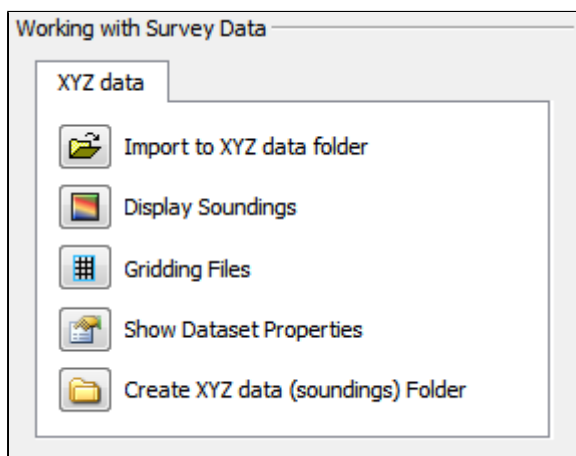 Working with Survey Data
XYZ data
Import to XYZ data folder
Display Soundings
Gridding Files
Show Dataset Properties
Create XYZ data (soundings) Folder